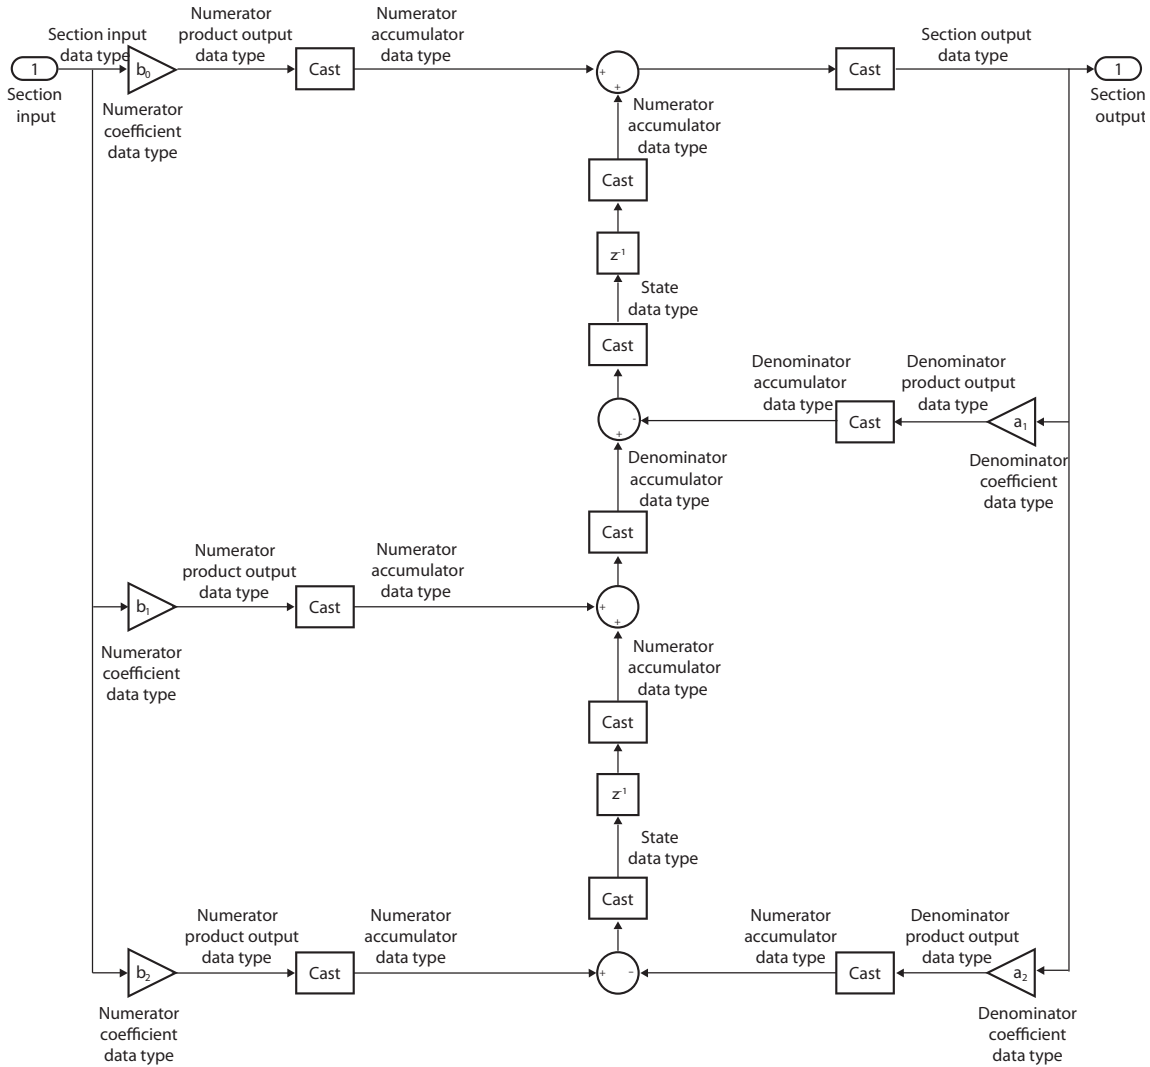 Section input
data type
1
Section
input
b0
Numerator
coefficient
data type
Numerator
product output
data type
Cast
Numerator
accumulator
data type
+
+
Cast
Section output
data type
1
Section
output
Numerator
accumulator
data type
Cast
z-1
State
data type
Cast
-
+
Denominator
accumulator
data type
Cast
Denominator
product output
data type
a1
Denominator
coefficient
data type
Denominator
accumulator
data type
Cast
b1
Numerator
coefficient
data type
Numerator
product output
data type
Cast
Numerator
accumulator
data type
+
+
Numerator
accumulator
data type
Cast
z-1
State
data type
Cast
b2
Numerator
coefficient
data type
Numerator
product output
data type
Cast
Numerator
accumulator
data type
+
-
Numerator
accumulator
data type
Cast
Denominator
product output
data type
a2
Denominator
coefficient
data type